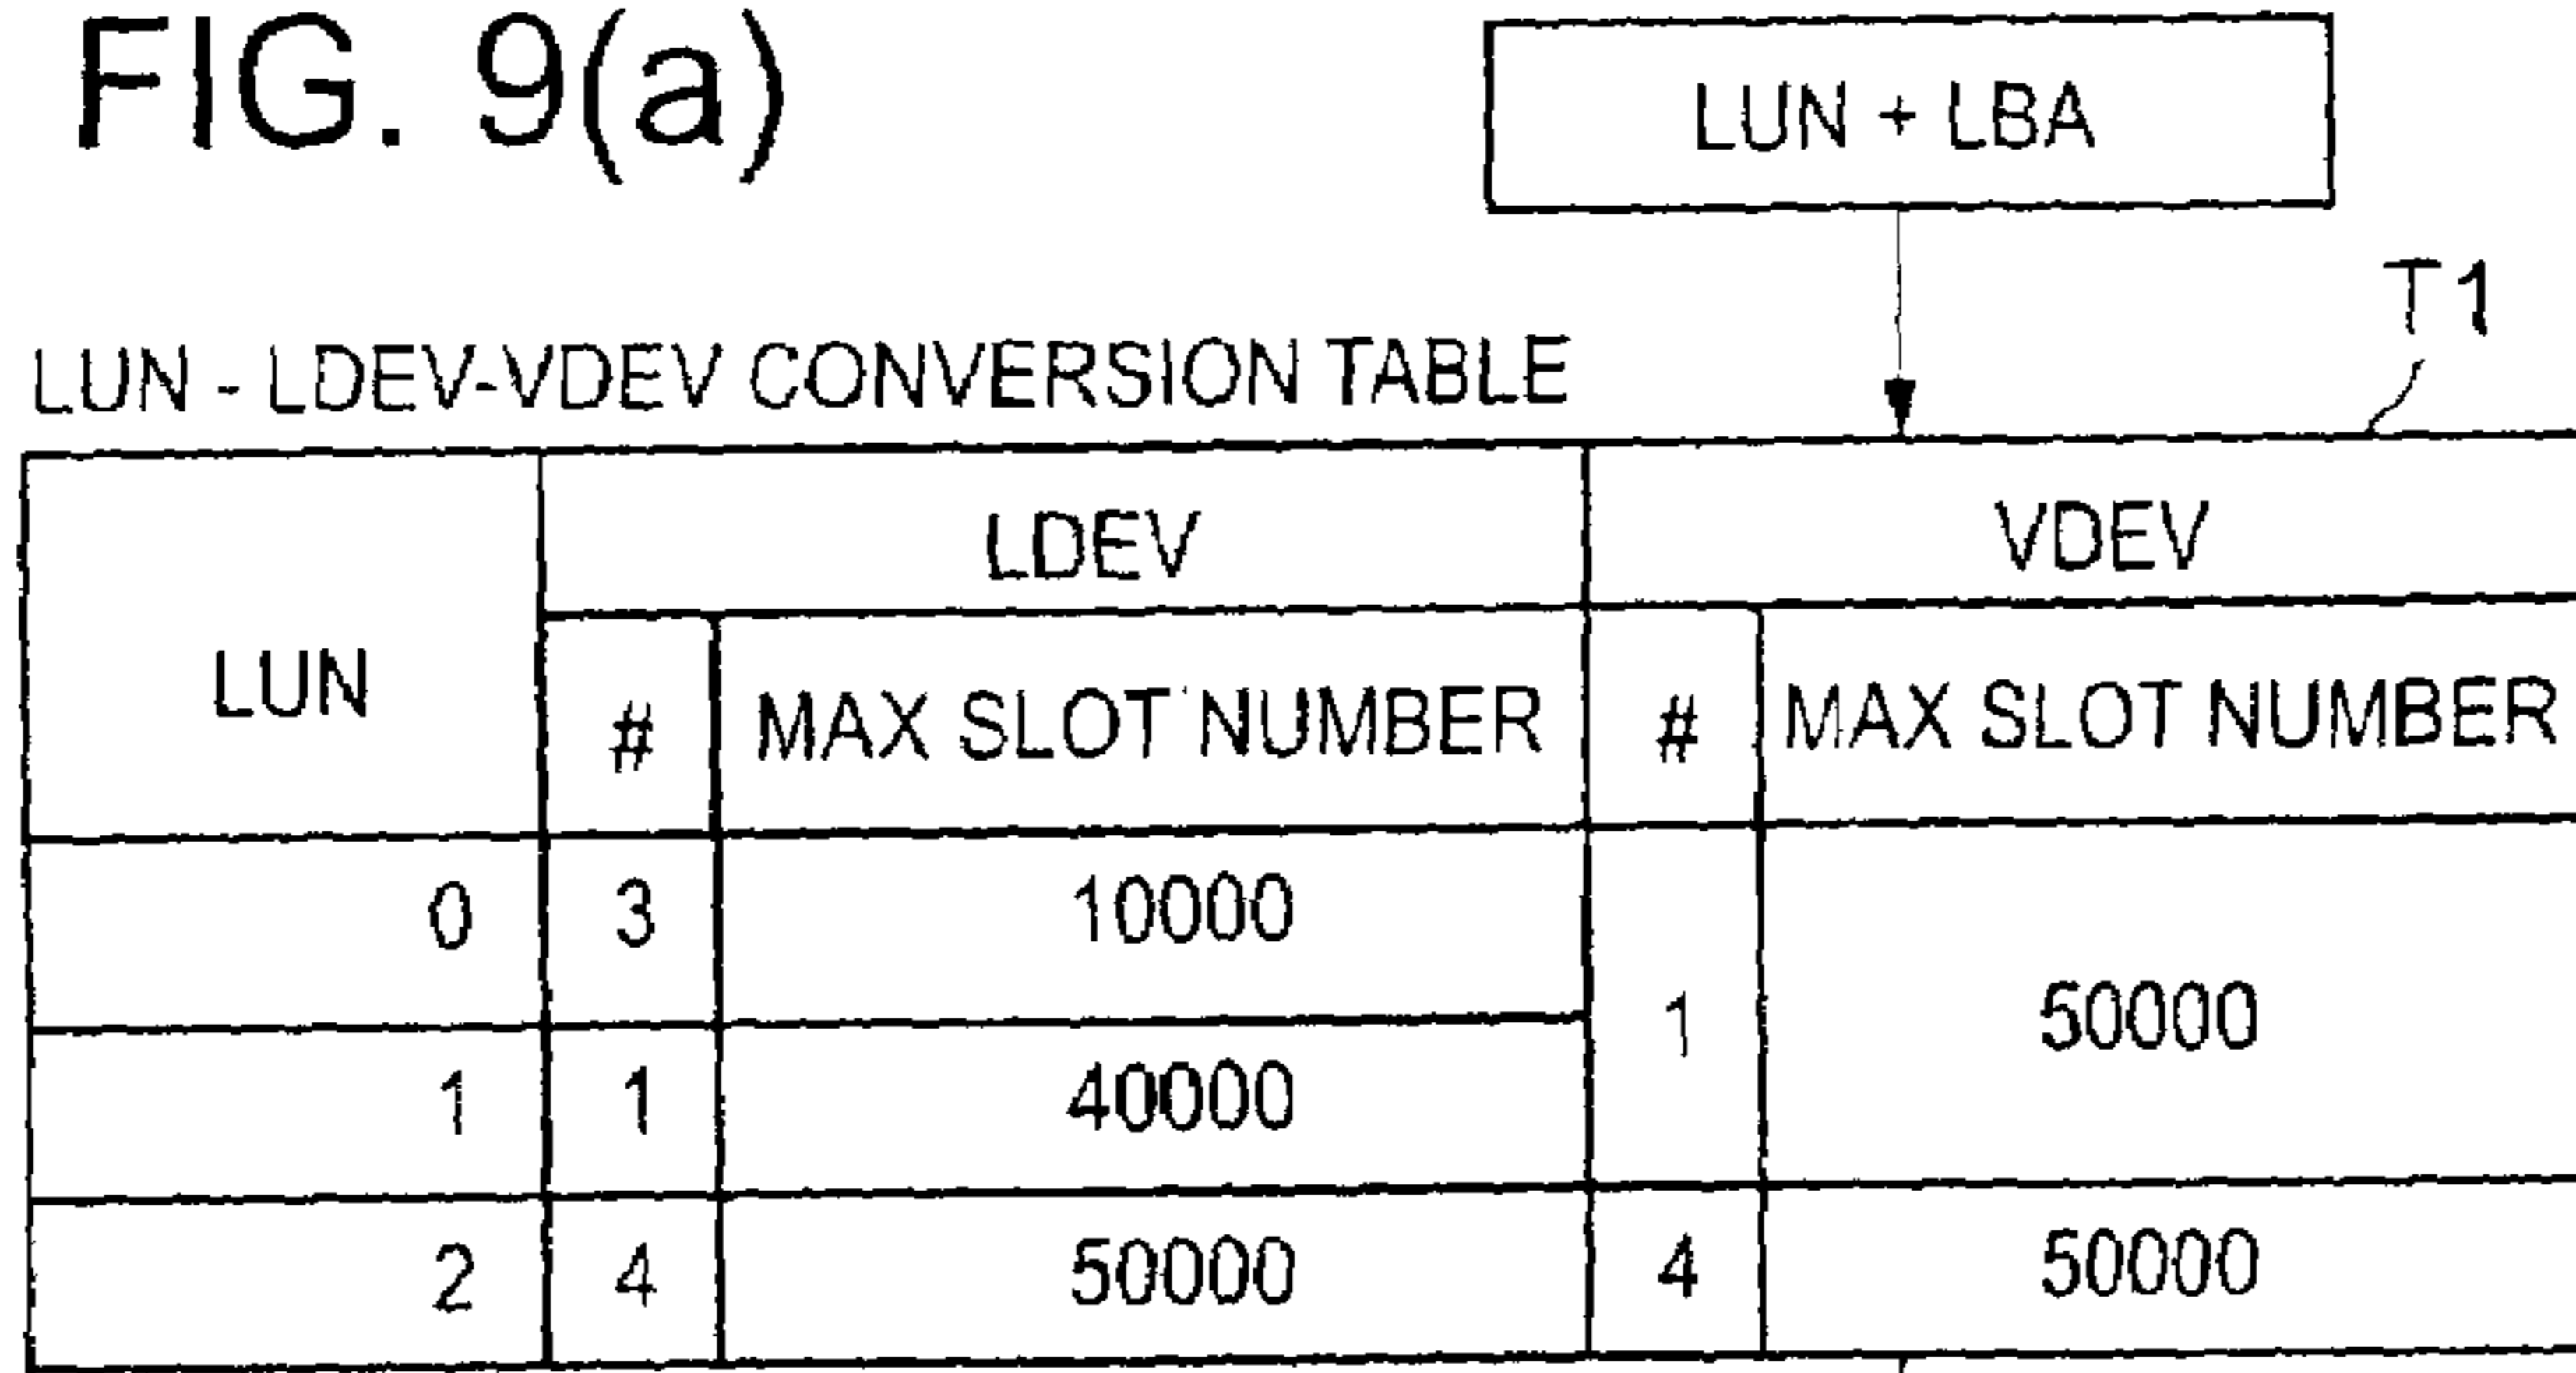 FIG. 9(a)
LUN + LBA
T1
LUN - LDEV-VDEV CONVERSION TABLE
LUN LDEV VDEV
# MAX SLOT NUMBER # MAX SLOT NUMBER
0 3 10000 1 50000
1 1 40000
2 4 50000 4 50000